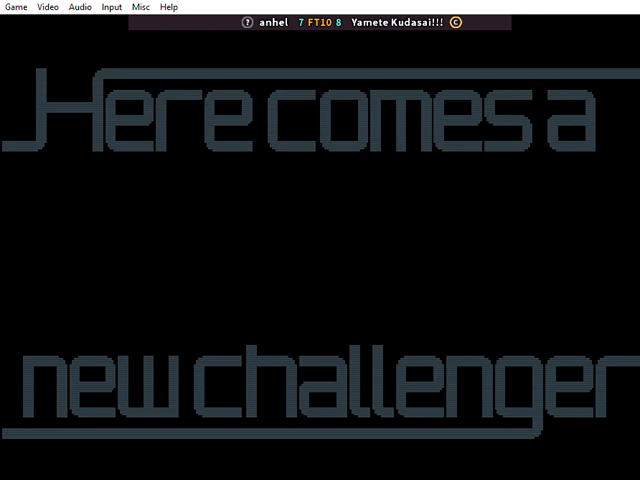 Game Video Audio Input Misc Help
? anhel 7 FT10 8 Yamete Kudasai!!! C
Here comes a
new challenger